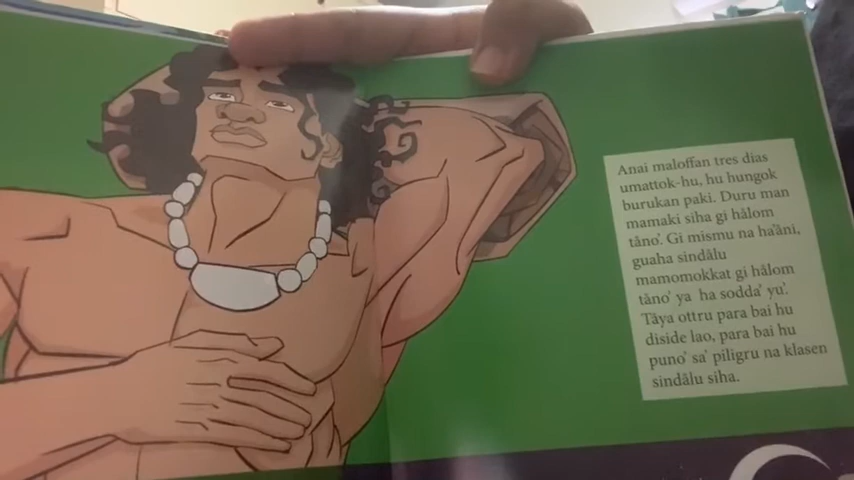 Anai maloffan tres dias
umattok-hu, hu hungok
burukan paki. Duru man
mamaki siha gi hålom
tåno'. Gi mismu na ha'åni,
guaha sindålu
mamomokkat gi hålom
tåno' ya ha sodda' yu'.
Tåya ottru para bai hu
diside lao, para bai hu
puno' sa' piligru na klasen
sindålu siha.